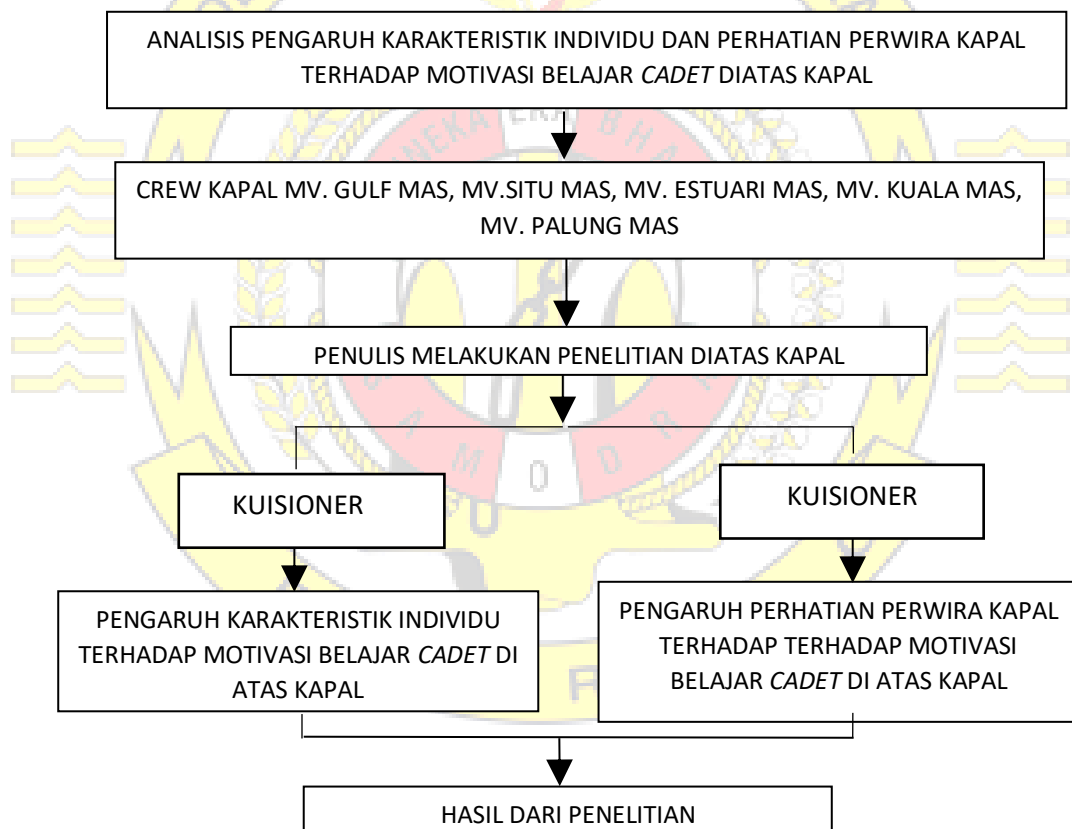 ANALISIS PENGARUH KARAKTERISTIK INDIVIDU DAN PERHATIAN PERWIRA KAPAL
TERHADAP MOTIVASI BELAJAR CADET DIATAS KAPAL
CREW KAPAL MV. GULF MAS, MV.SITU MAS, MV. ESTUARI MAS, MV. KUALA MAS,
MV. PALUNG MAS
PENULIS MELAKUKAN PENELITIAN DIATAS KAPAL
KUISIONER
KUISIONER
PENGARUH KARAKTERISTIK INDIVIDU
TERHADAP MOTIVASI BELAJAR CADET DI
ATAS KAPAL
PENGARUH PERHATIAN PERWIRA KAPAL
TERHADAP TERHADAP MOTIVASI
BELAJAR CADET DI ATAS KAPAL
HASIL DARI PENELITIAN